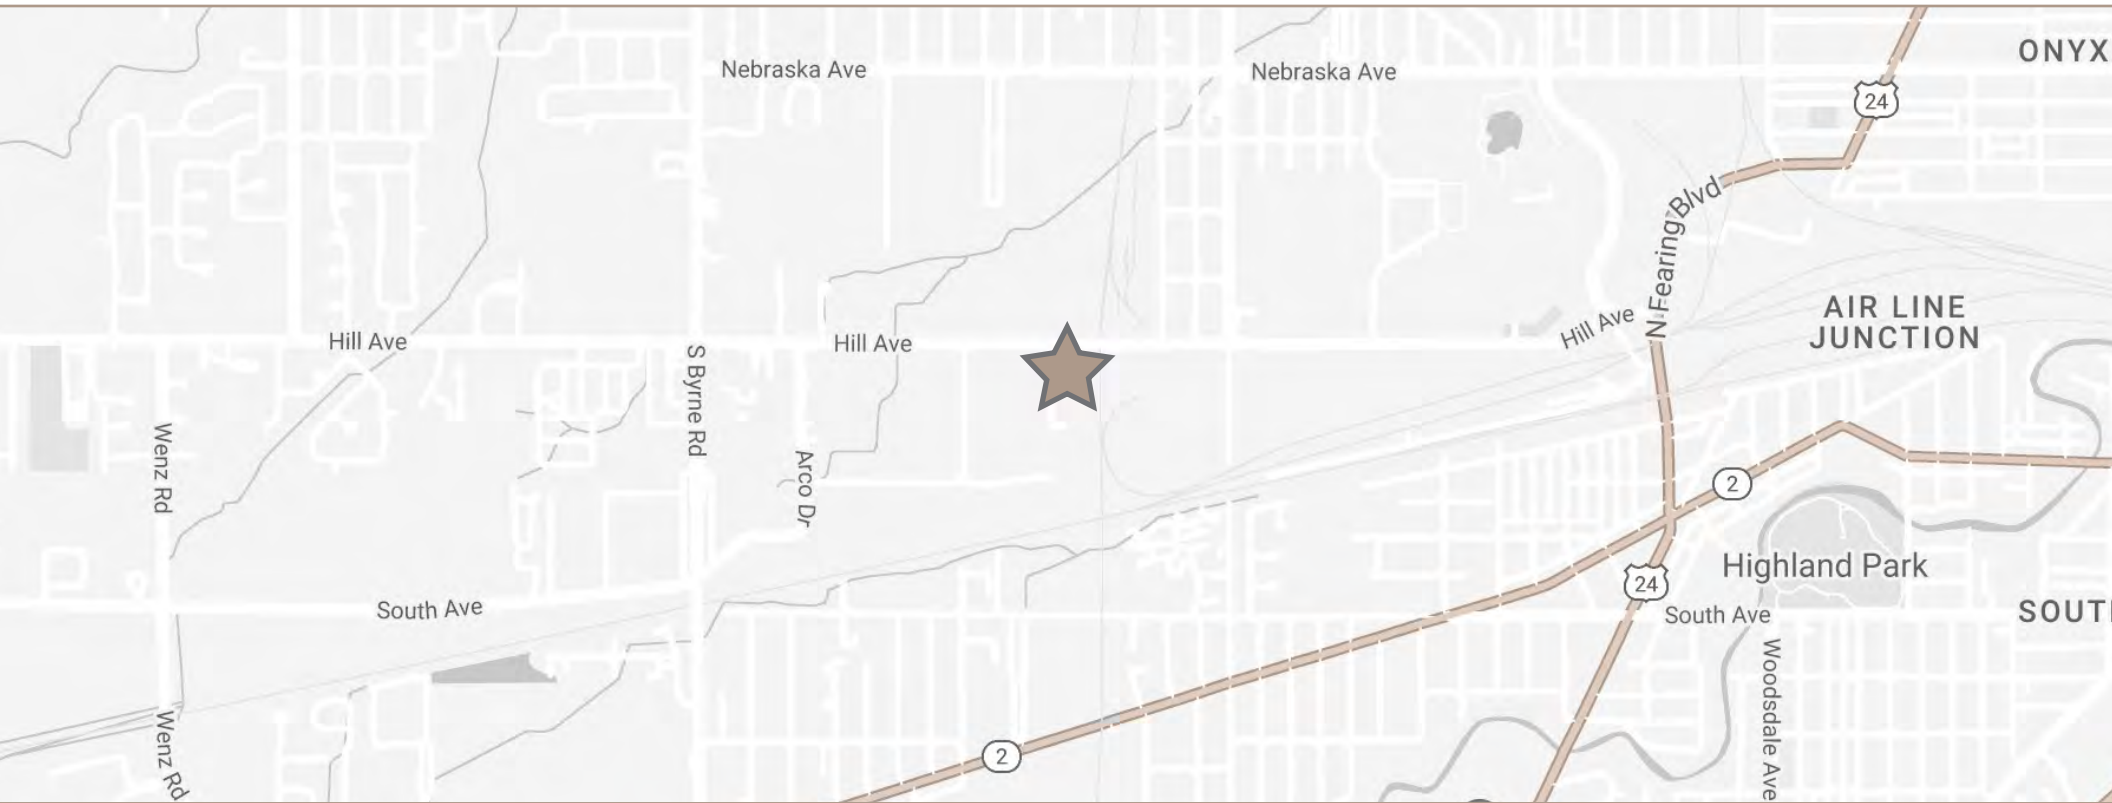 ONYX
Nebraska Ave
Nebraska Ave
24
N Fearing Blvd
AIR LINE
JUNCTION
Hill Ave
Hill Ave
Hill Ave
S Byrne Rd
Wenz Rd
Arco Dr
2
Highland Park
24
South Ave
South Ave
SOUT
Woodsdale Ave
Wenz Rd
2